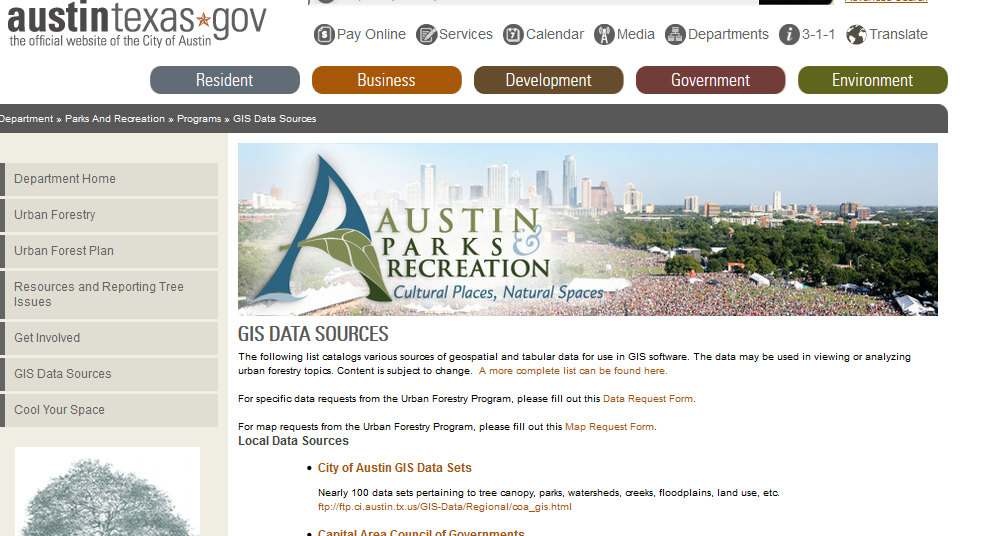 austintexas★gov
the official website of the City of Austin
Pay Online Services Calendar Media Departments 3-1-1 Translate
Resident Business Development Government Environment
Department » Parks And Recreation » Programs » GIS Data Sources
Department Home
Urban Forestry
Urban Forest Plan
Resources and Reporting Tree
Issues
Get Involved
GIS Data Sources
Cool Your Space
AUSTIN
PARKS &
RECREATION
Cultural Places, Natural Spaces
GIS DATA SOURCES
The following list catalogs various sources of geospatial and tabular data for use in GIS software. The data may be used in viewing or analyzing
urban forestry topics. Content is subject to change. A more complete list can be found here.
For specific data requests from the Urban Forestry Program, please fill out this Data Request Form.
For map requests from the Urban Forestry Program, please fill out this Map Request Form.
Local Data Sources
• City of Austin GIS Data Sets
Nearly 100 data sets pertaining to tree canopy, parks, watersheds, creeks, floodplains, land use, etc.
ftp://ftp.ci.austin.tx.us/GIS-Data/Regional/coa_gis.html
• Capital Area Council of Governments